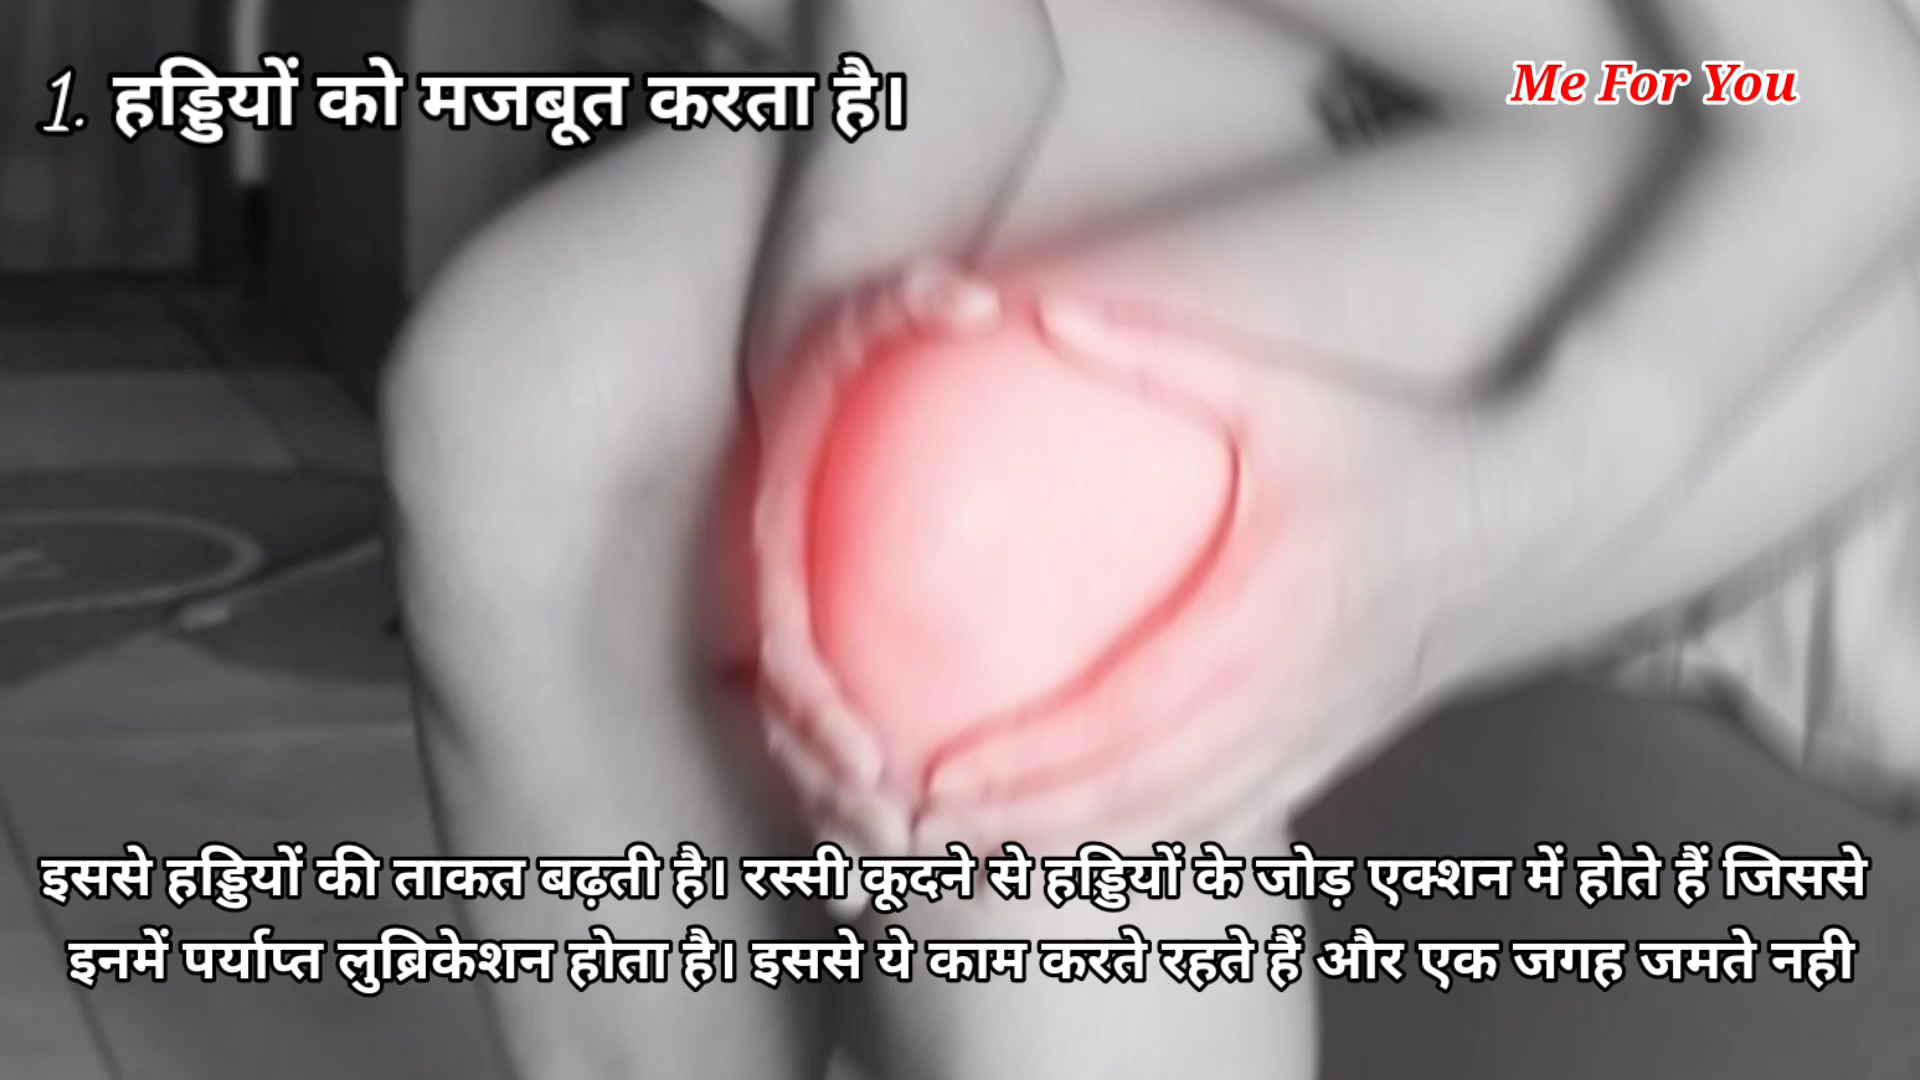 1. हड्डियों को मजबूत करता है।
Me For You
इससे हड्डियों की ताकत बढ़ती है। रस्सी कूदने से हड्डियों के जोड़ एक्शन में होते हैं जिससे
इनमें पर्याप्त लुब्रिकेशन होता है। इससे ये काम करते रहते हैं और एक जगह जमते नही